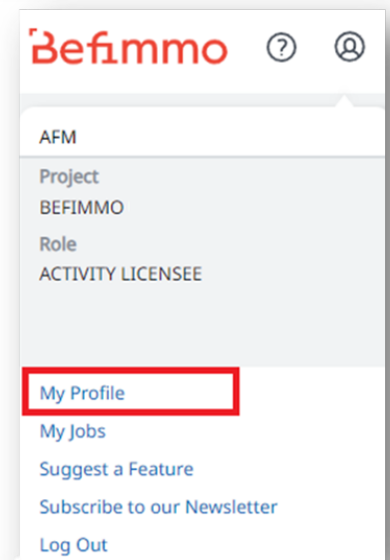 Befimmo ?
AFM
Project
BEFIMMO
Role
ACTIVITY LICENSEE
My Profile
My Jobs
Suggest a Feature
Subscribe to our Newsletter
Log Out